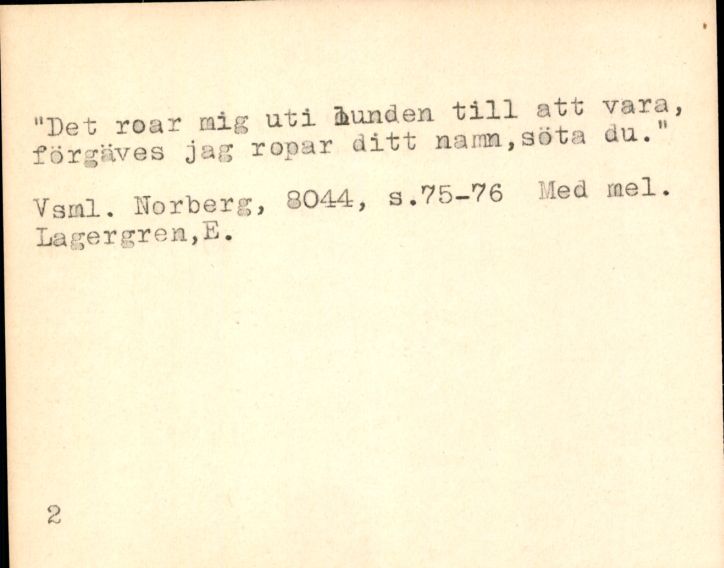 "Det roar mig uti lunden till att vara,
förgäves jag ropar ditt namn,söta du."
Vsml. Norberg, 8044, s.75-76 Med mel.
Lagergren,E.
2